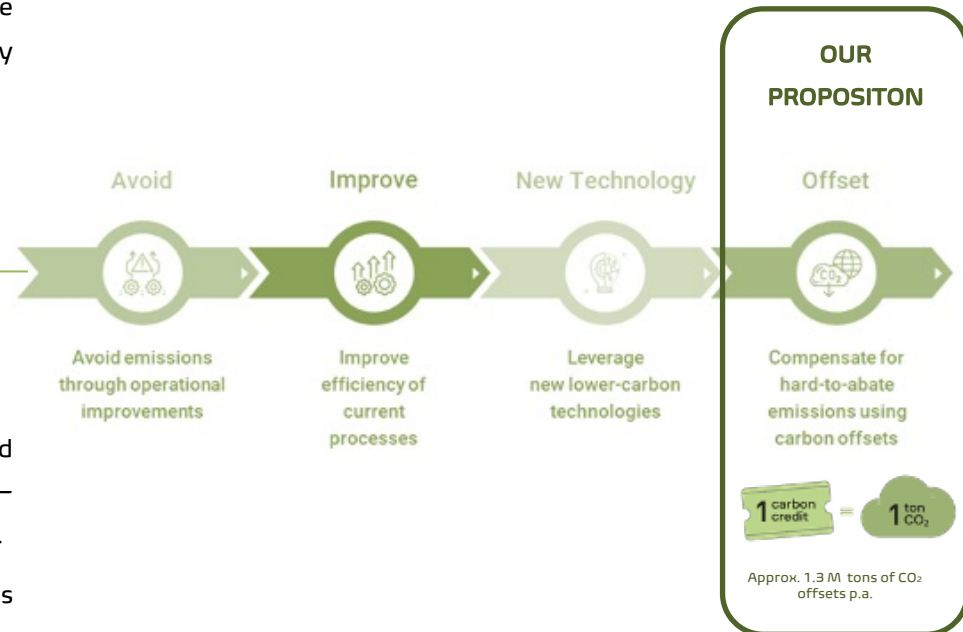 e
y
OUR
PROPOSITON
Avoid
Improve
New Technology
Offset
CO₂
Avoid emissions
through operational
improvements
Improve
efficiency of
current
processes
Leverage
new lower-carbon
technologies
Compensate for
hard-to-abate
emissions using
carbon offsets
d
–
.
s
1 carbon
credit
=
1 ton
CO₂
Approx. 1.3 M tons of CO₂
offsets p.a.